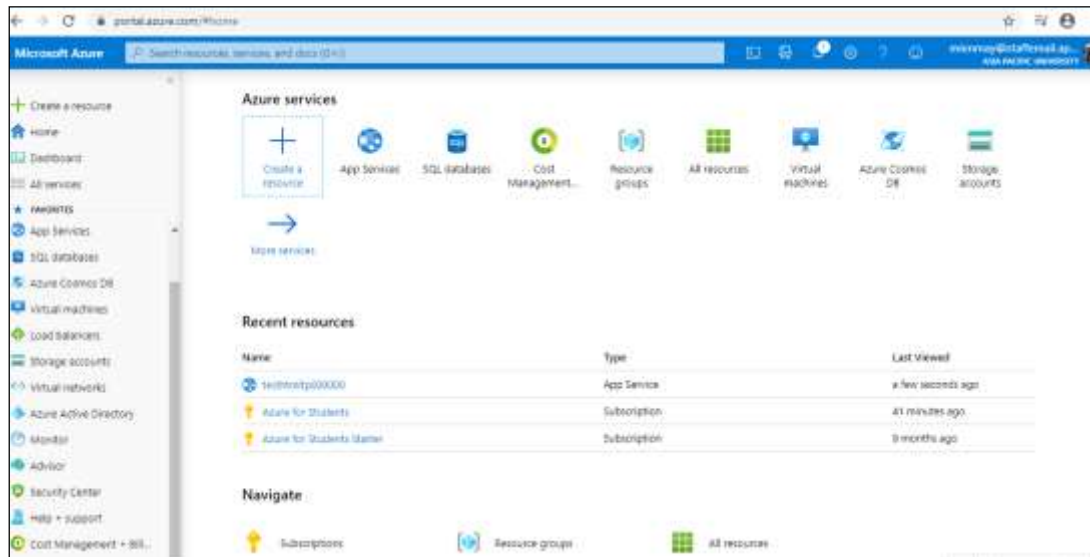 portal.azure.com/#home
Microsoft Azure
Search resources, services, and docs (G+/)
ASIA PACIFIC UNIVERSITY
Create a resource
Home
Dashboard
All services
FAVORITES
App Services
SQL databases
Azure Cosmos DB
Virtual machines
Load balancers
Storage accounts
Virtual networks
Azure Active Directory
Monitor
Advisor
Security Center
Help + support
Cost Management + Bill...
Azure services
Create a resource
App Services
SQL databases
Cost Management...
Resource groups
All resources
Virtual machines
Azure Cosmos DB
Storage accounts
More services
Recent resources
Name Type Last Viewed
App Service a few seconds ago
Azure for Students Subscription 41 minutes ago
Azure for Students Starter Subscription 9 months ago
Navigate
Subscriptions Resource groups All resources